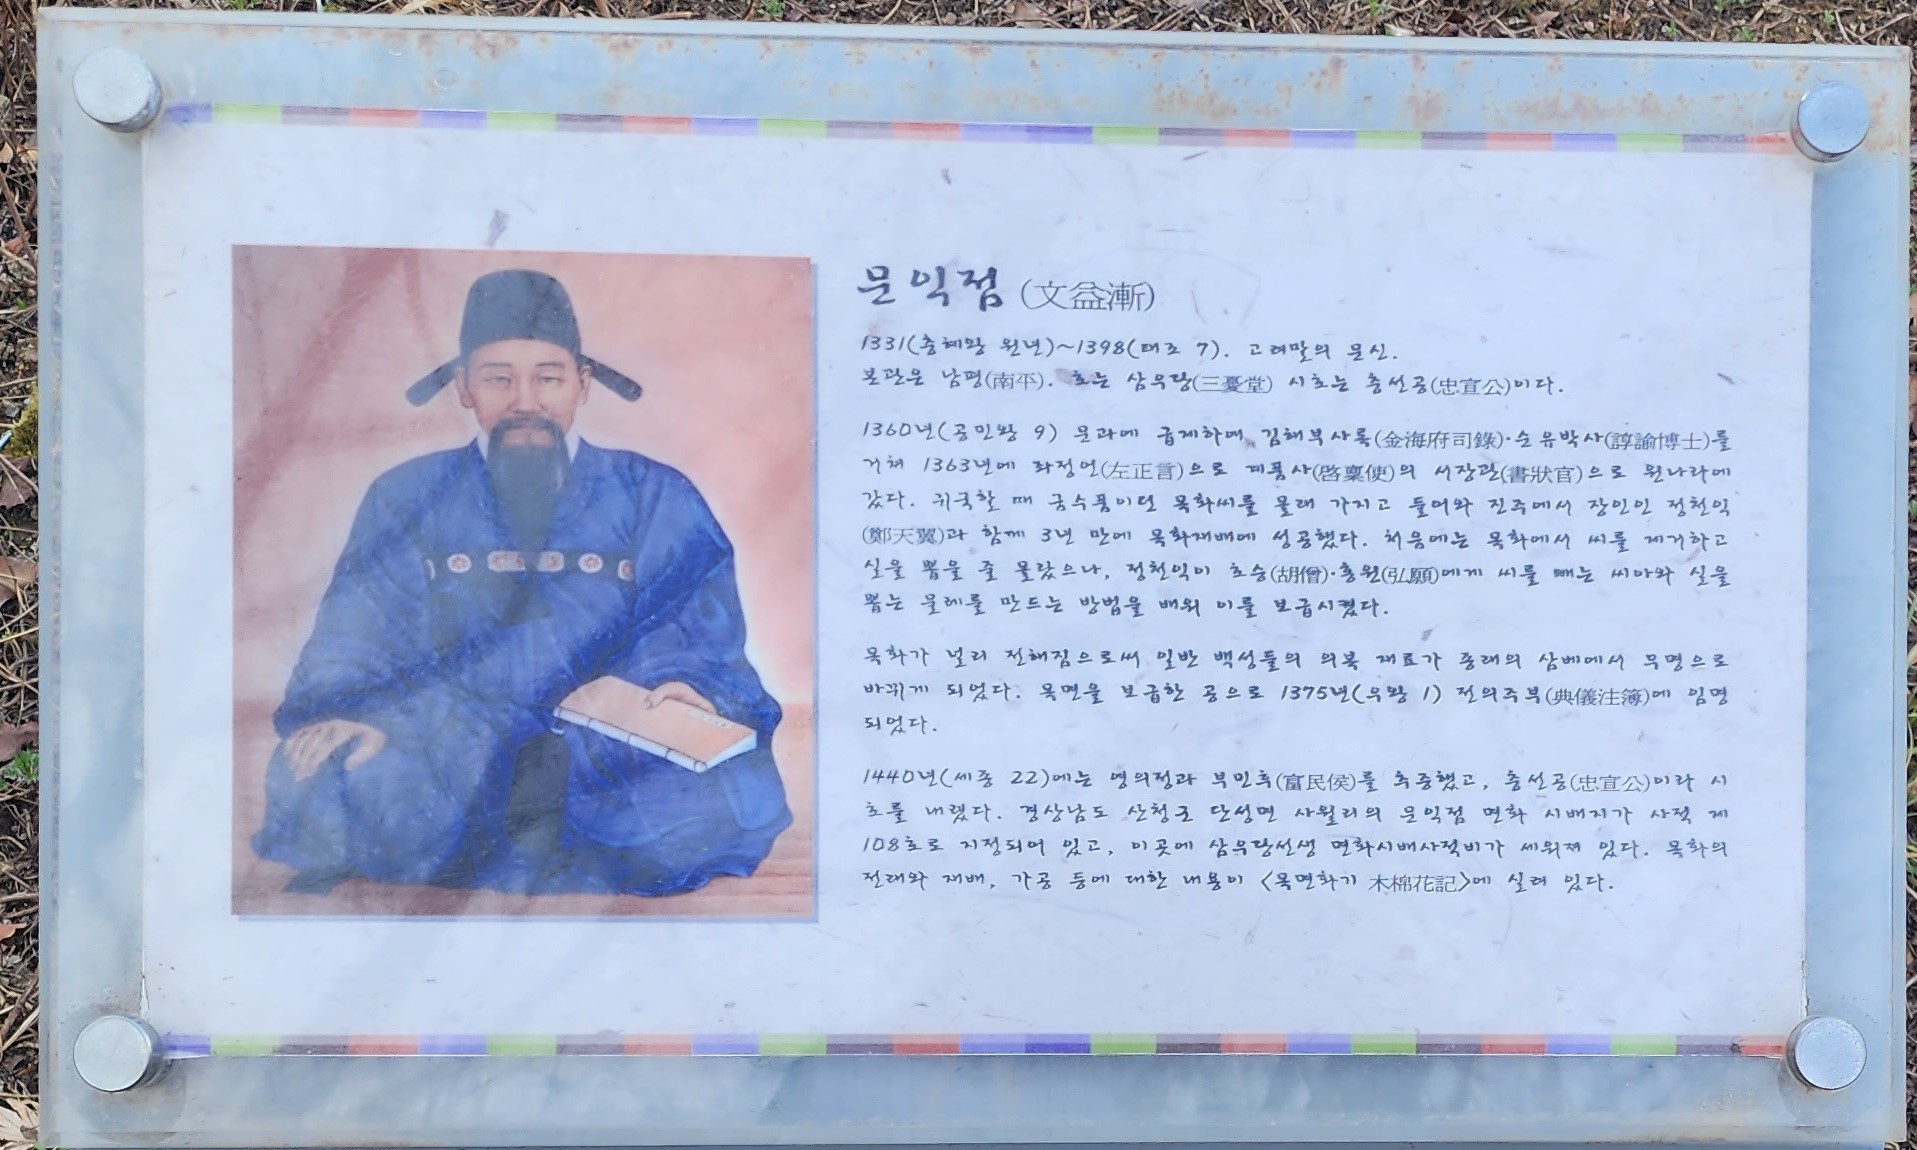 문익점 (文益漸)
1331(충혜왕 원년)~1398(태조 7). 고려말의 문신.
본관은 남평(南平). 호는 삼우당(三憂堂) 시호는 충선공(忠宣公)이다.
1360년(공민왕 9) 문과에 급제하여 김해부사록(金海府司錄)·순유박사(諄諭博士)를
거쳐 1363년에 좌정언(左正言)으로 계품사(啓稟使)의 서장관(書狀官)으로 원나라에
갔다. 귀국할 때 금수품이던 목화씨를 몰래 가지고 들어와 진주에서 장인인 정천익
(鄭天翼)과 함께 3년 만에 목화재배에 성공했다. 처음에는 목화에서 씨를 제거하고
실을 뽑을 줄 몰랐으나, 정천익이 호승(胡僧)·홍원(弘願)에게 씨를 빼는 씨아와 실을
뽑는 물레를 만드는 방법을 배워 이를 보급시켰다.
목화가 널리 전해짐으로써 일반 백성들의 의복 재료가 종래의 삼베에서 무명으로
바뀌게 되었다. 목면을 보급한 공으로 1375년(우왕 1) 전의주부(典儀注簿)에 임명
되었다.
1440년(세종 22)에는 영의정과 부민후(富民侯)를 추증했고, 충선공(忠宣公)이라 시
호를 내렸다. 경상남도 산청군 단성면 사월리의 문익점 면화 시배지가 사적 제
108호로 지정되어 있고, 이곳에 삼우당선생 면화시배사적비가 세워져 있다. 목화의
전래와 재배, 가공 등에 대한 내용이 <목면화기 木棉花記>에 실려 있다.